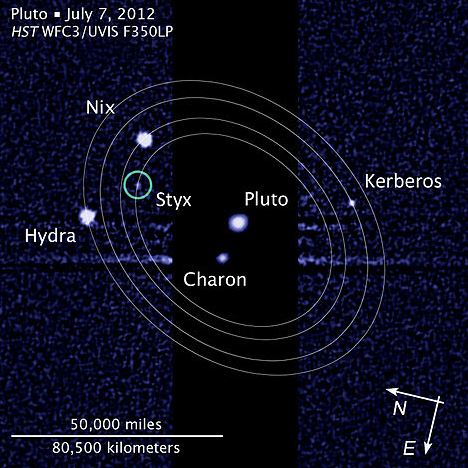 Pluto ▪ July 7, 2012
HST WFC3/UVIS F350LP
Nix
Kerberos
Styx
Pluto
Hydra
Charon
50,000 miles
80,500 kilometers
N
E